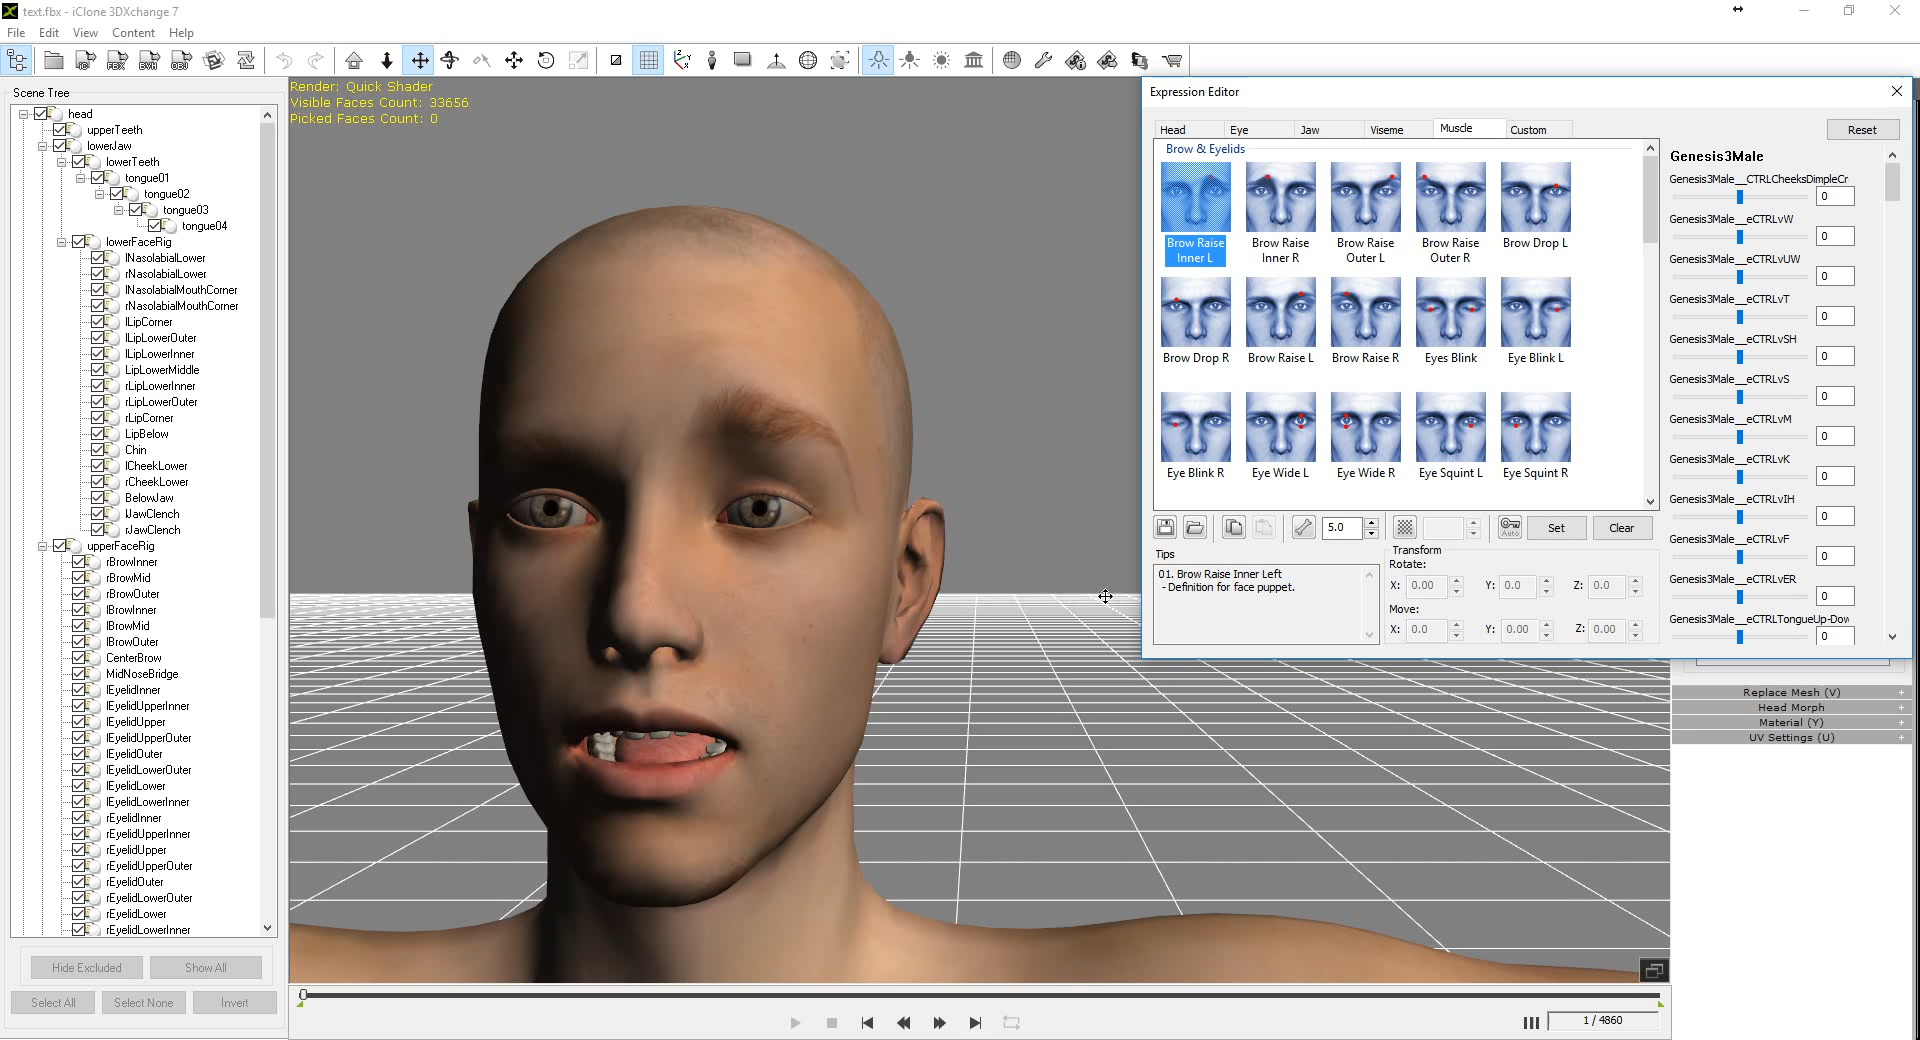 text.fbx - iClone 3DXchange 7
File Edit View Content Help
Scene Tree
head
upperTeeth
lowerJaw
lowerTeeth
tongue01
tongue02
tongue03
tongue04
lowerFaceRig
lNasolabialLower
rNasolabialLower
lNasolabialMouthCorner
rNasolabialMouthCorner
lLipCorner
lLipLowerOuter
lLipLowerInner
LipLowerMiddle
rLipLowerInner
rLipLowerOuter
rLipCorner
LipBelow
Chin
lCheekLower
rCheekLower
BelowJaw
lJawClench
rJawClench
upperFaceRig
rBrowInner
rBrowMid
rBrowOuter
lBrowInner
lBrowMid
lBrowOuter
CenterBrow
MidNoseBridge
lEyelidInner
lEyelidUpperInner
lEyelidUpper
lEyelidUpperOuter
lEyelidOuter
lEyelidLowerOuter
lEyelidLower
lEyelidLowerInner
rEyelidInner
rEyelidUpperInner
rEyelidUpper
rEyelidUpperOuter
rEyelidOuter
rEyelidLowerOuter
rEyelidLower
rEyelidLowerInner
Hide Excluded Show All
Select All Select None Invert
Render: Quick Shader
Visible Faces Count: 33656
Picked Faces Count: 0
1 / 4860
Expression Editor
Head Eye Jaw Viseme Muscle Custom
Reset
Brow & Eyelids
Brow Raise Inner L
Brow Raise Inner R
Brow Raise Outer L
Brow Raise Outer R
Brow Drop L
Brow Drop R
Brow Raise L
Brow Raise R
Eyes Blink
Eye Blink L
Eye Blink R
Eye Wide L
Eye Wide R
Eye Squint L
Eye Squint R
5.0
Auto
Set Clear
Tips
01. Brow Raise Inner Left
- Definition for face puppet.
Transform
Rotate:
X: 0.00 Y: 0.0 Z: 0.0
Move:
X: 0.0 Y: 0.00 Z: 0.00
Genesis3Male
Genesis3Male__CTRLCheeksDimpleCr
0
Genesis3Male__eCTRLvW
0
Genesis3Male__eCTRLvUW
0
Genesis3Male__eCTRLvT
0
Genesis3Male__eCTRLvSH
0
Genesis3Male__eCTRLvS
0
Genesis3Male__eCTRLvM
0
Genesis3Male__eCTRLvK
0
Genesis3Male__eCTRLvIH
0
Genesis3Male__eCTRLvF
0
Genesis3Male__eCTRLvER
0
Genesis3Male__eCTRLTongueUp-Dow
0
Replace Mesh (V) +
Head Morph +
Material (Y) +
UV Settings (U) +